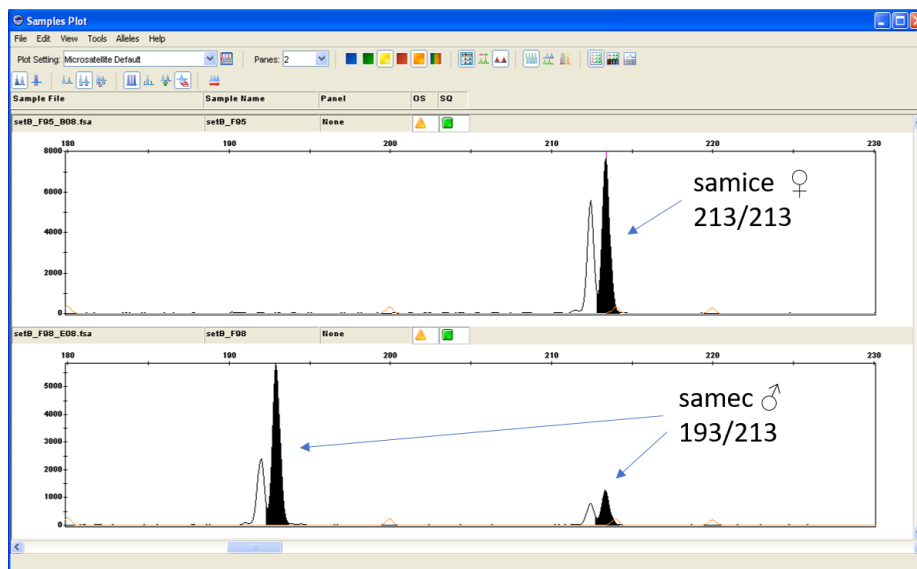 Samples Plot
File Edit View Tools Alleles Help
Plot Setting: Microsatellite Default Panes: 2
Sample File Sample Name Panel OS SQ
setB_F95_B08.fsa setB_F95 None
180 190 200 210 220 230
8000
6000
4000
2000
0
samice ♀
213/213
setB_F98_E08.fsa setB_F98 None
180 190 200 210 220 230
5000
4000
3000
2000
1000
0
samec ♂
193/213